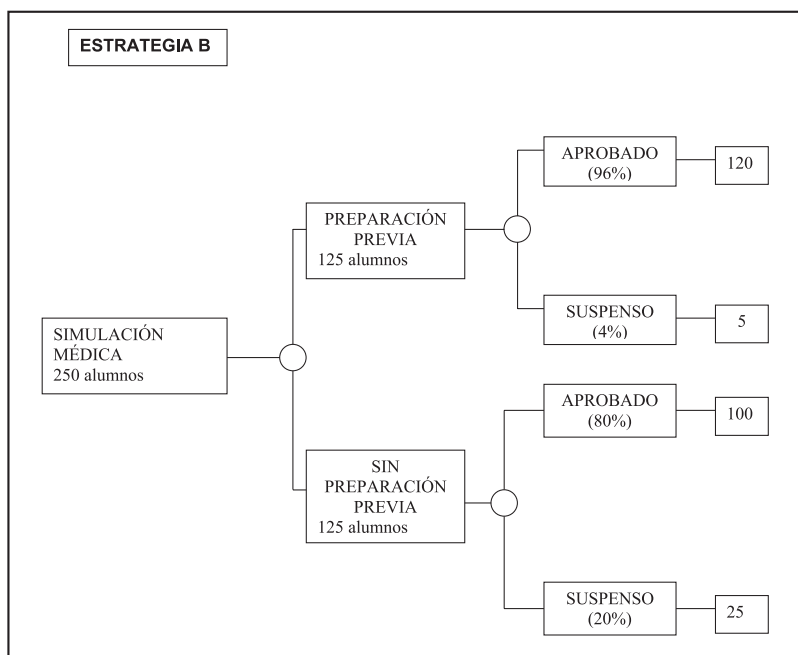 ESTRATEGIA B
APROBADO
(96%)
120
PREPARACIÓN
PREVIA
125 alumnos
SUSPENSO
(4%)
5
SIMULACIÓN
MÉDICA
250 alumnos
APROBADO
(80%)
100
SIN
PREPARACIÓN
PREVIA
125 alumnos
SUSPENSO
(20%)
25